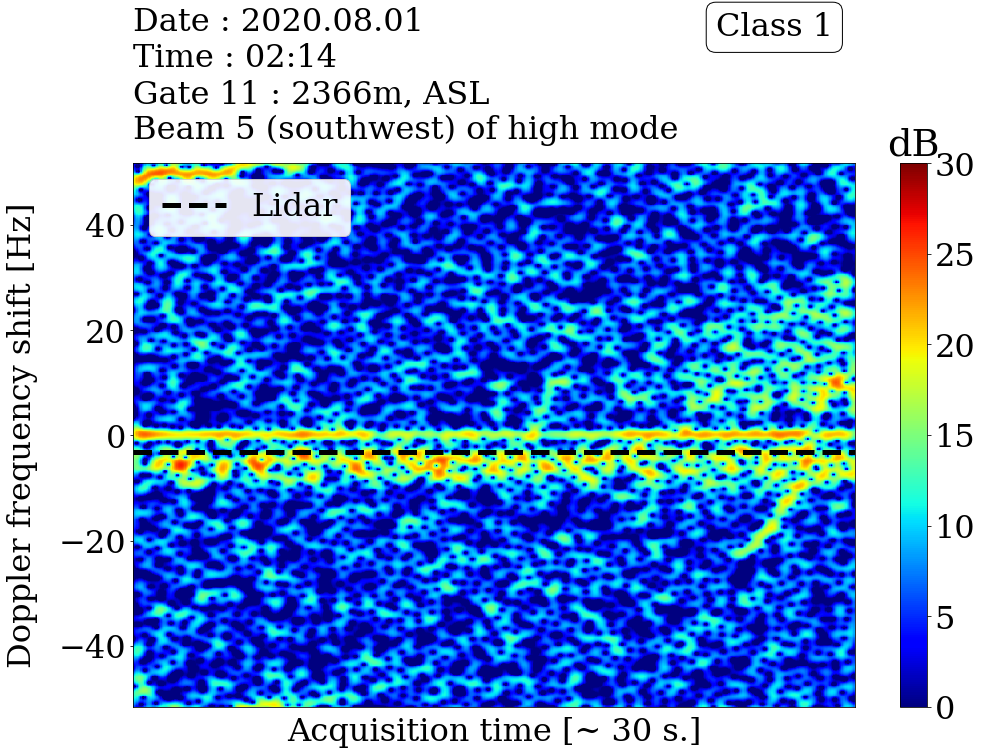 Date : 2020.08.01
Time : 02:14
Gate 11 : 2366m, ASL
Beam 5 (southwest) of high mode
Class 1
dB
30
25
20
15
10
5
0
Lidar
40
20
0
−20
−40
Doppler frequency shift [Hz]
Acquisition time [~ 30 s.]